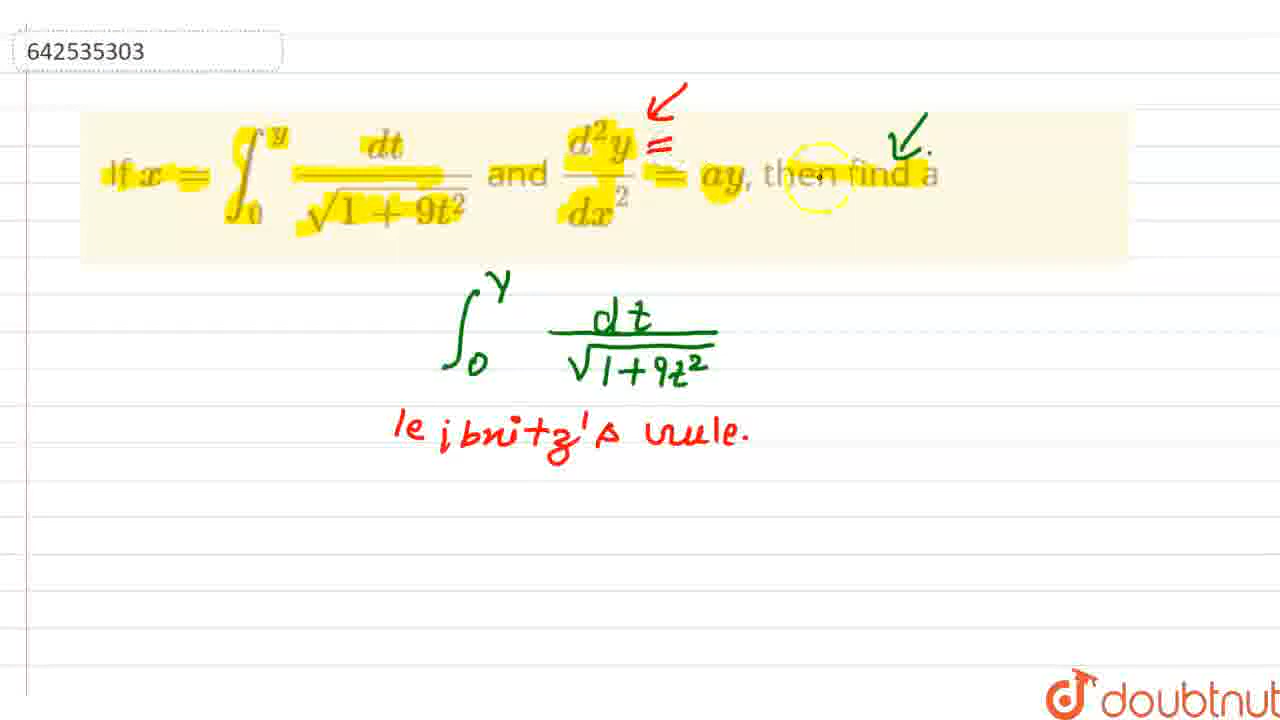 642535303
If x = ∫₀^y dt/√(1 + 9t²) and d²y/dx² = ay, then find a
∫₀^y dt/√(1+9t²)
leibnitz's rule.
doubtnut